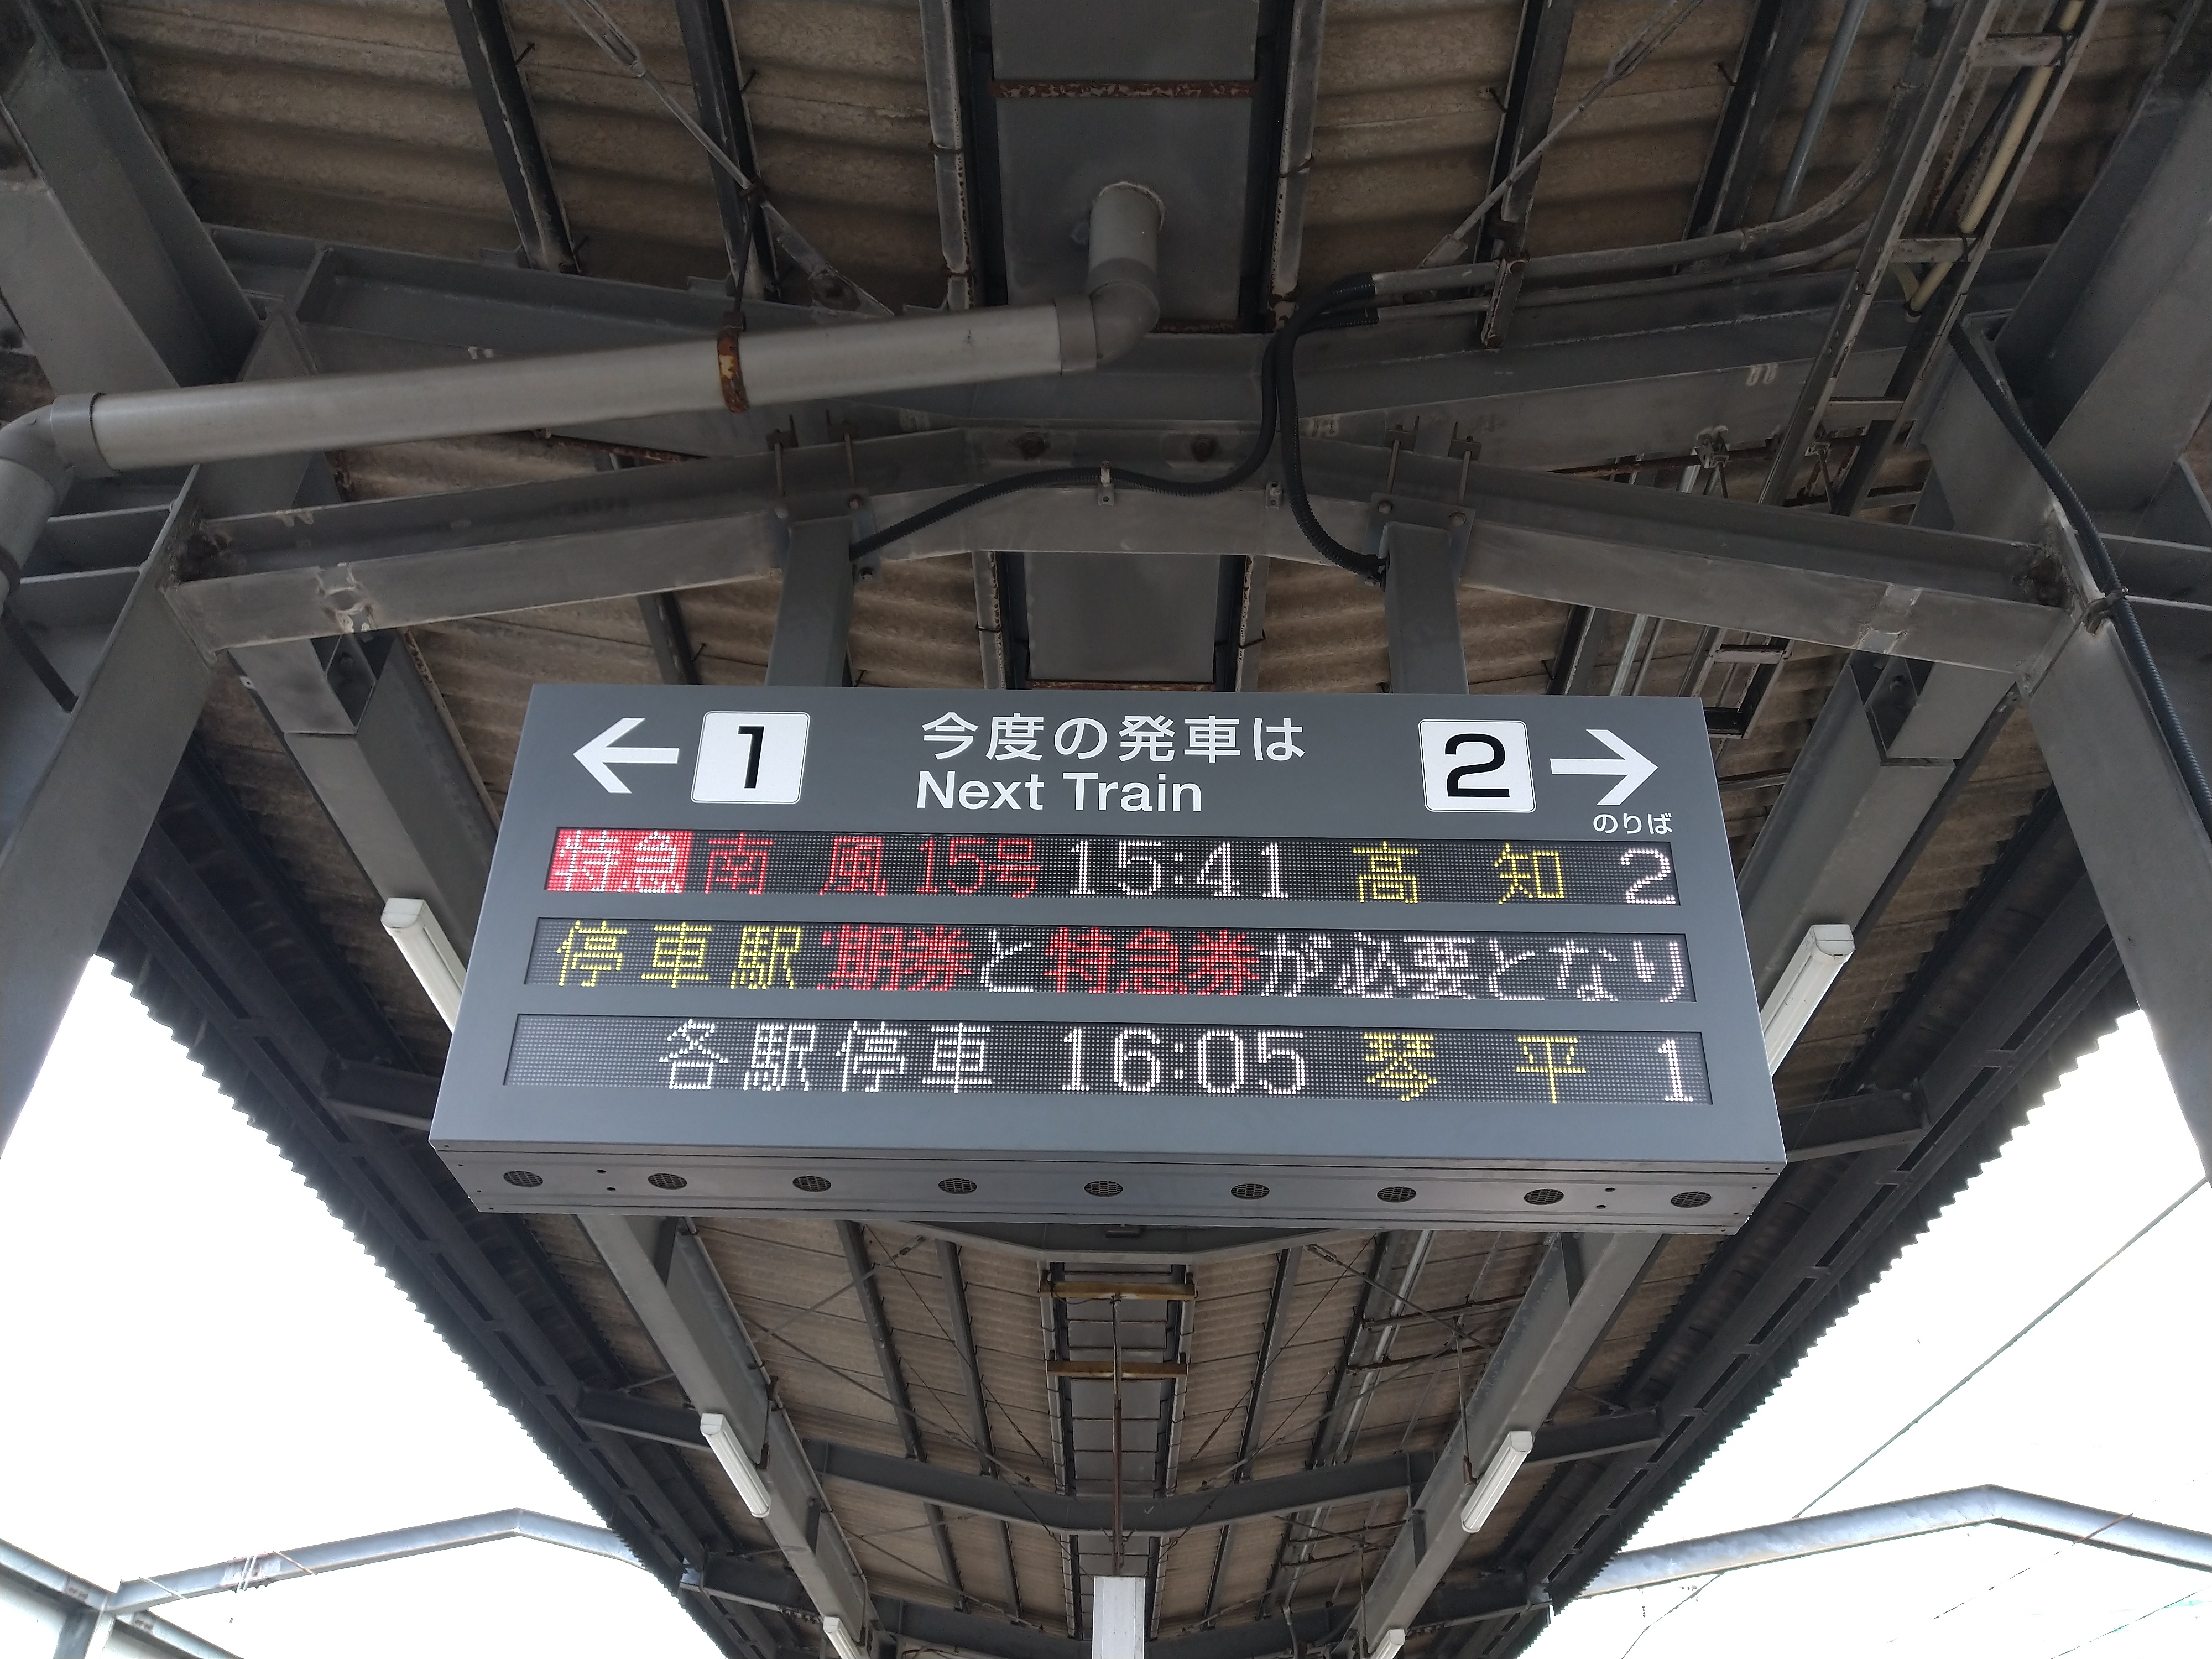 ← 1 今度の発車は 2 →
Next Train
のりば
特急 南風 15号 15:41 高知 2
停車駅 期券と特急券が必要となり
各駅停車 16:05 琴平 1